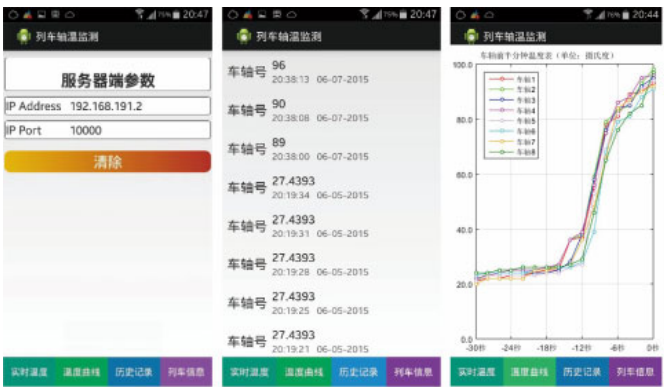 75% 20:47
列车轴温监测
服务器端参数
IP Address 192.168.191.2
IP Port 10000
清除
实时温度 温度曲线 历史记录 列车信息
75% 20:47
列车轴温监测
车轴号 96
20:38:13 06-07-2015
车轴号 90
20:38:08 06-07-2015
车轴号 89
20:38:00 06-07-2015
车轴号 27.4393
20:19:34 06-05-2015
车轴号 27.4393
20:19:31 06-05-2015
车轴号 27.4393
20:19:28 06-05-2015
车轴号 27.4393
20:19:25 06-05-2015
车轴号 27.4393
20:19:21 06-05-2015
实时温度 温度曲线 历史记录 列车信息
75% 20:44
列车轴温监测
车轴前半分钟温度表（单位：摄氏度）
100.0
80.0
60.0
40.0
20.0
0.0
车轴1
车轴2
车轴3
车轴4
车轴5
车轴6
车轴7
车轴8
-30秒 -24秒 -18秒 -12秒 -6秒 0秒
实时温度 温度曲线 历史记录 列车信息